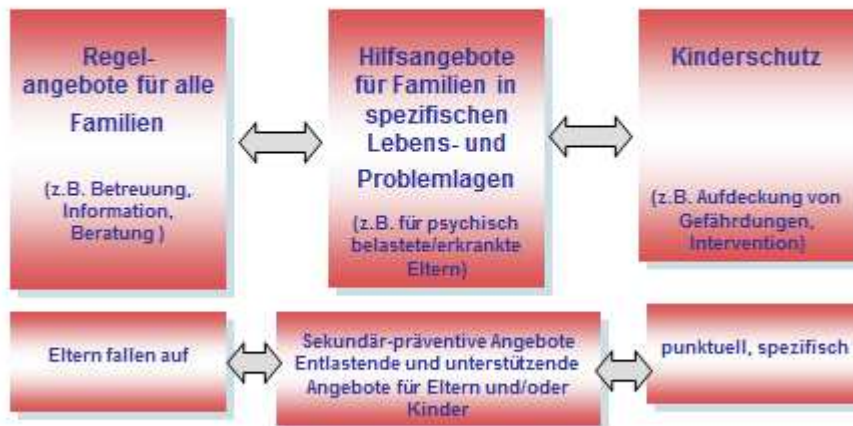 Regel-
angebote für alle
Familien
(z.B. Betreuung,
Information,
Beratung )
Hilfsangebote
für Familien in
spezifischen
Lebens- und
Problemlagen
(z.B. für psychisch
belastete/erkrankte
Eltern)
Kinderschutz
(z.B. Aufdeckung von
Gefährdungen,
Intervention)
Eltern fallen auf
Sekundär-präventive Angebote
Entlastende und unterstützende
Angebote für Eltern und/oder
Kinder
punktuell, spezifisch